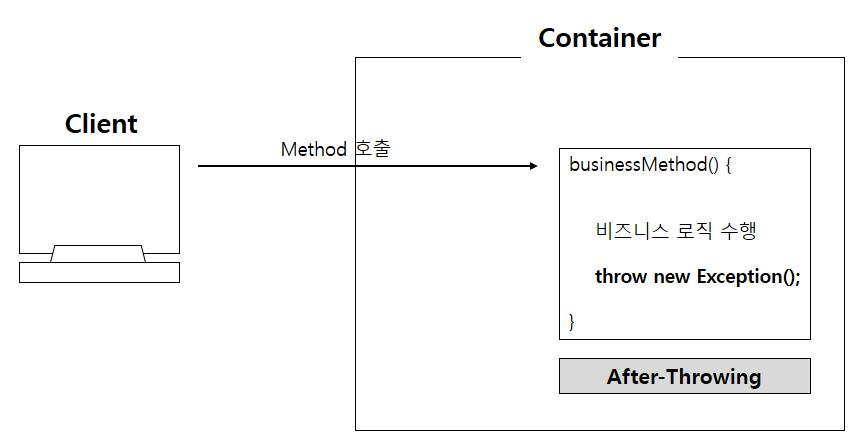 Container
Client
Method 호출
businessMethod() {
비즈니스 로직 수행
throw new Exception();
}
After-Throwing